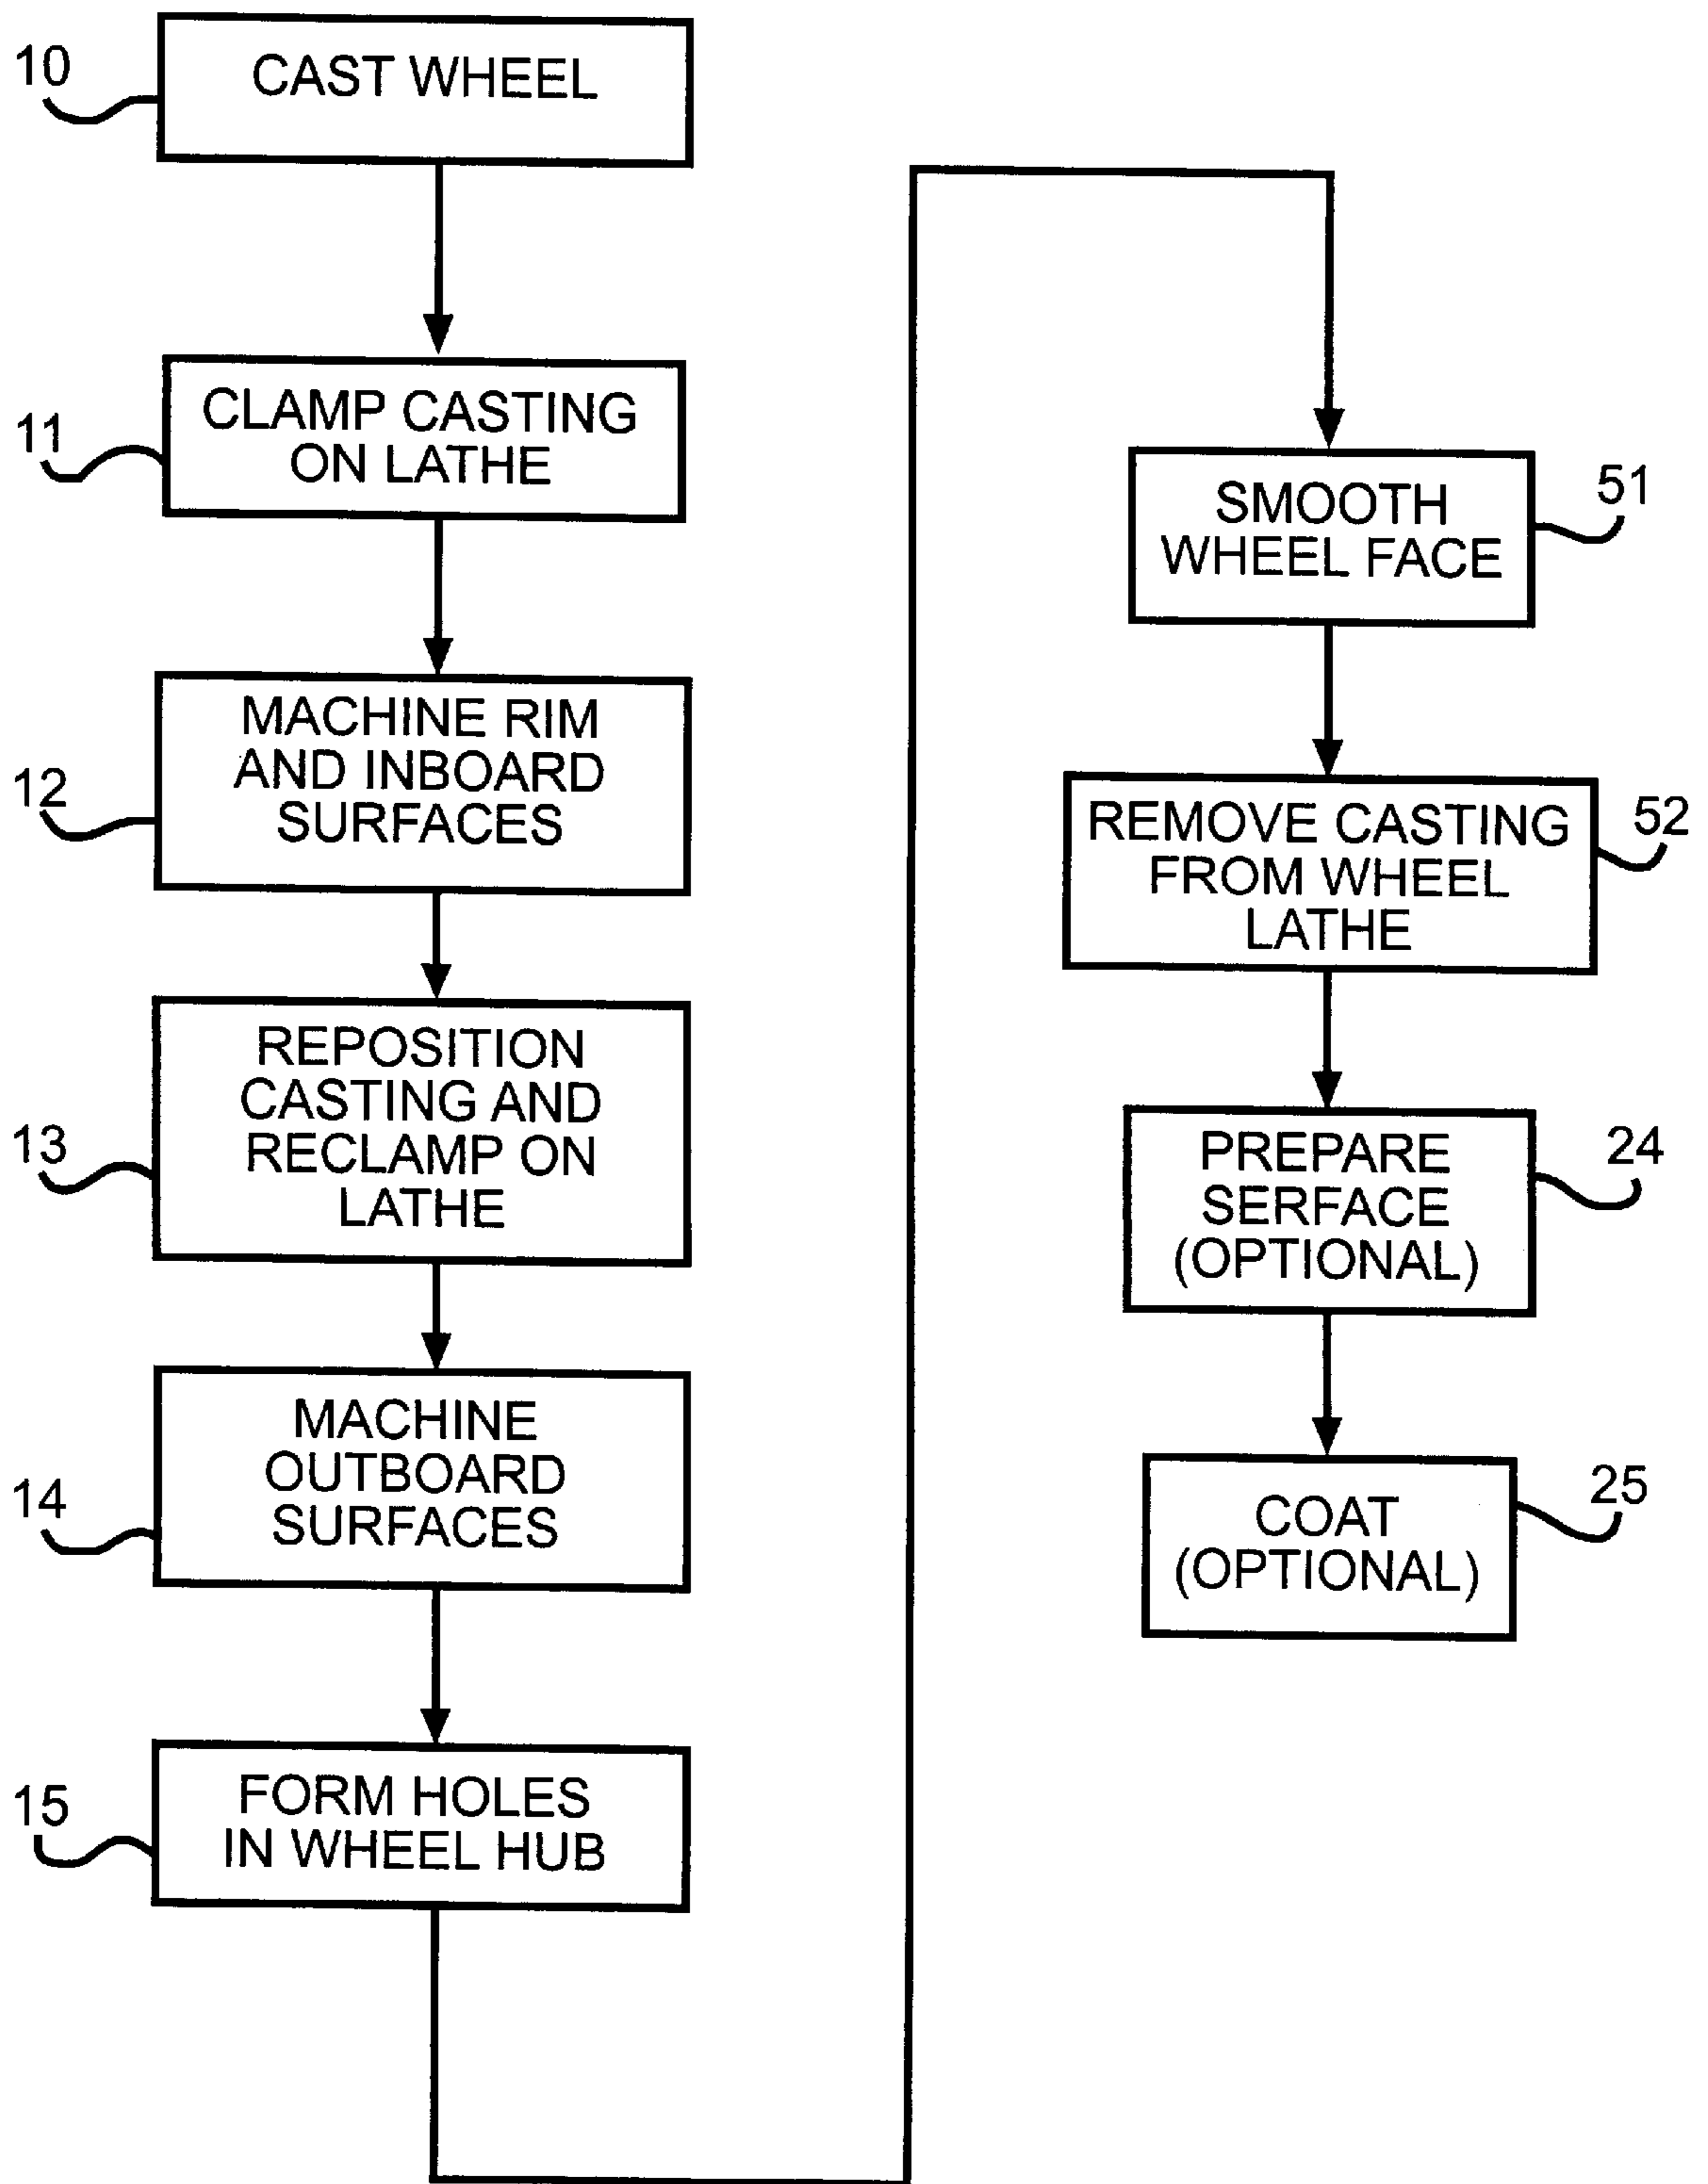 10
CAST WHEEL
11
CLAMP CASTING
ON LATHE
12
MACHINE RIM
AND INBOARD
SURFACES
13
REPOSITION
CASTING AND
RECLAMP ON
LATHE
14
MACHINE
OUTBOARD
SURFACES
15
FORM HOLES
IN WHEEL HUB
51
SMOOTH
WHEEL FACE
52
REMOVE CASTING
FROM WHEEL
LATHE
24
PREPARE
SERFACE
(OPTIONAL)
25
COAT
(OPTIONAL)